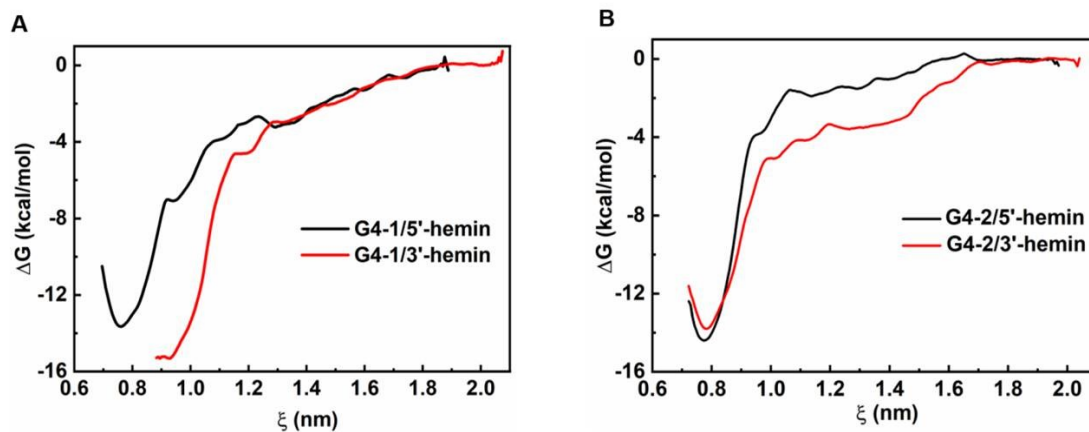 A
B
0
-4
-8
-12
-16
ΔG (kcal/mol)
G4-1/5'-hemin
G4-1/3'-hemin
0.6 0.8 1.0 1.2 1.4 1.6 1.8 2.0
ξ (nm)
0
-4
-8
-12
-16
ΔG (kcal/mol)
G4-2/5'-hemin
G4-2/3'-hemin
0.6 0.8 1.0 1.2 1.4 1.6 1.8 2.0
ξ (nm)